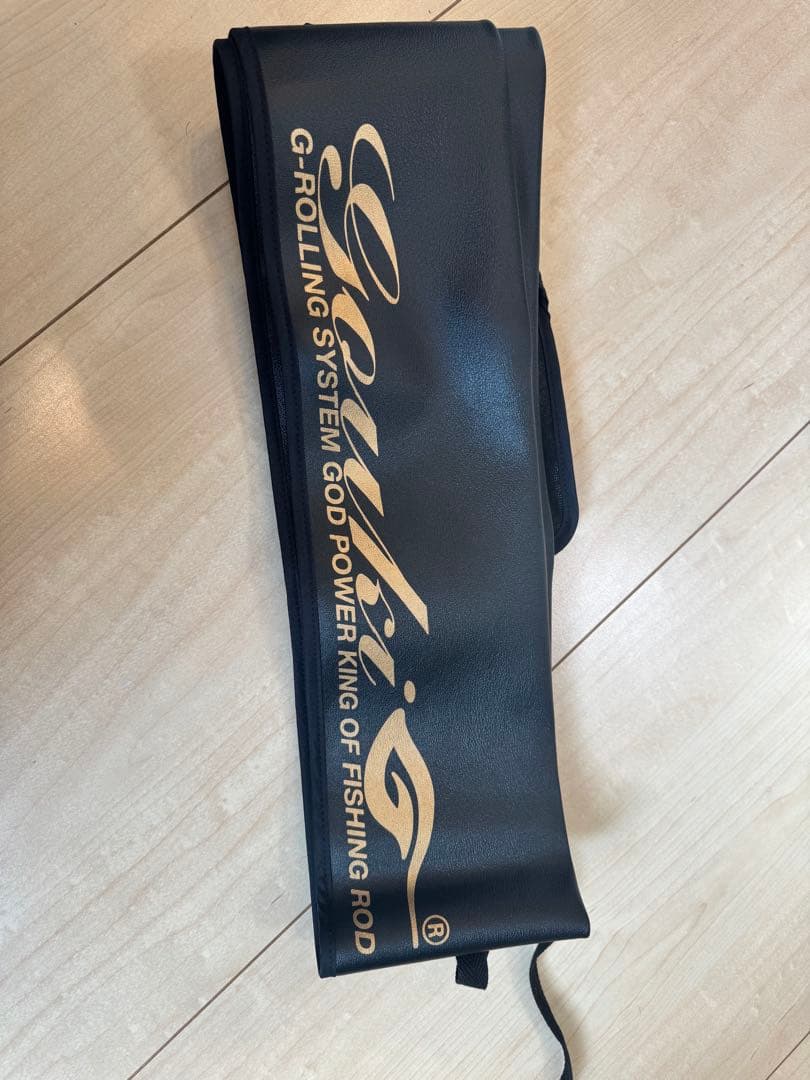 Gouki G®
G-ROLLING SYSTEM GOD POWER KING OF FISHING ROD